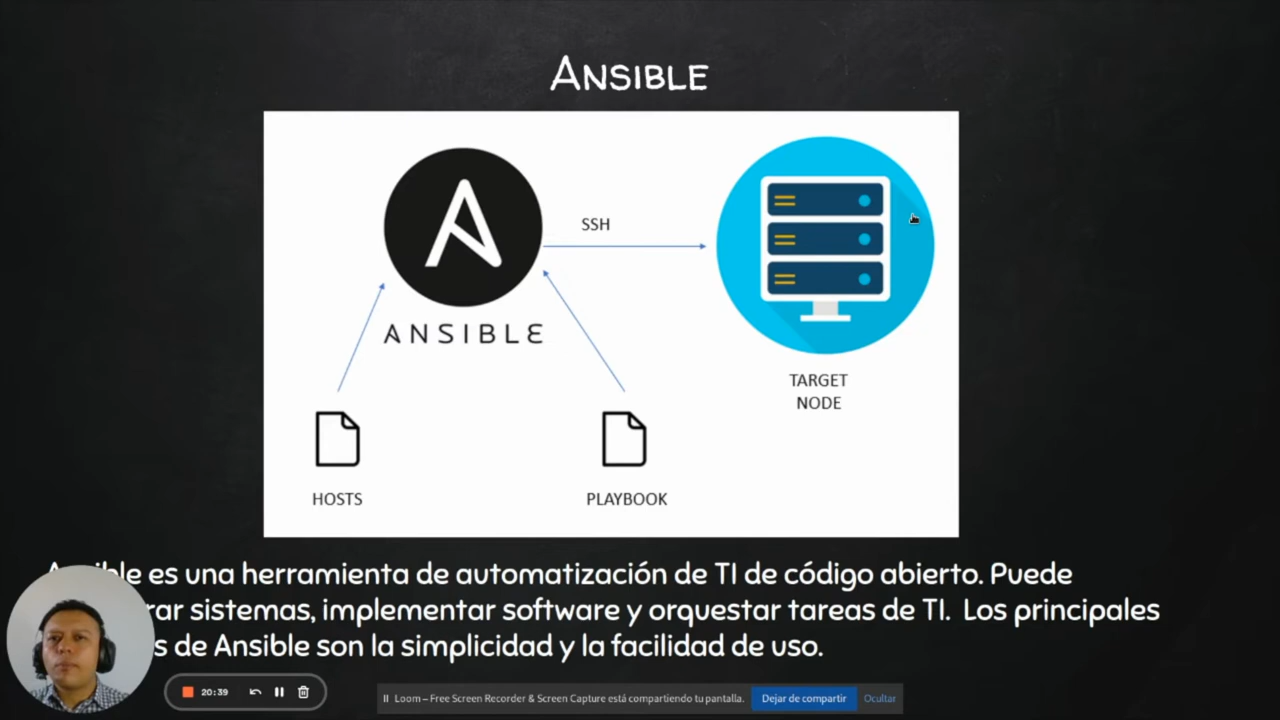 ANSIBLE
SSH
ANSIBLE
TARGET
NODE
HOSTS
PLAYBOOK
es una herramienta de automatización de TI de código abierto. Puede
sistemas, implementar software y orquestar tareas de TI. Los principales
de Ansible son la simplicidad y la facilidad de uso.
20:39
Loom – Free Screen Recorder & Screen Capture está compartiendo tu pantalla.
Dejar de compartir
Ocultar